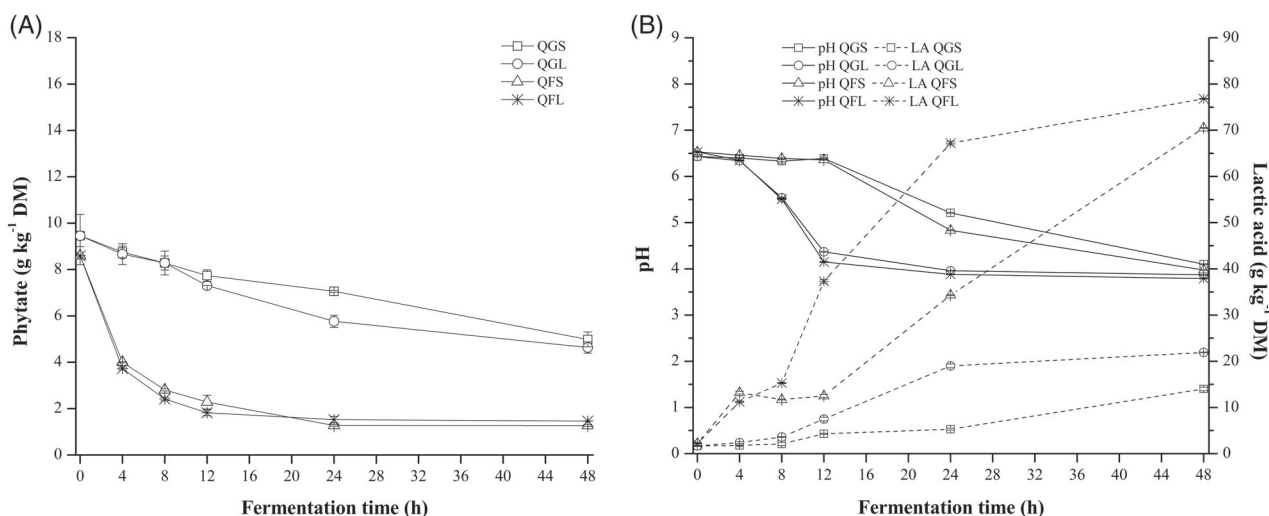 (A)
18
16
14
12
10
8
6
4
2
0
Phytate (g kg⁻¹ DM)
QGS
QGL
QFS
QFL
0 4 8 12 16 20 24 28 32 36 40 44 48
Fermentation time (h)
(B)
9
8
7
6
5
4
3
2
1
0
pH
pH QGS LA QGS
pH QGL LA QGL
pH QFS LA QFS
pH QFL LA QFL
90
80
70
60
50
40
30
20
10
0
Lactic acid (g kg⁻¹ DM)
0 4 8 12 16 20 24 28 32 36 40 44 48
Fermentation time (h)